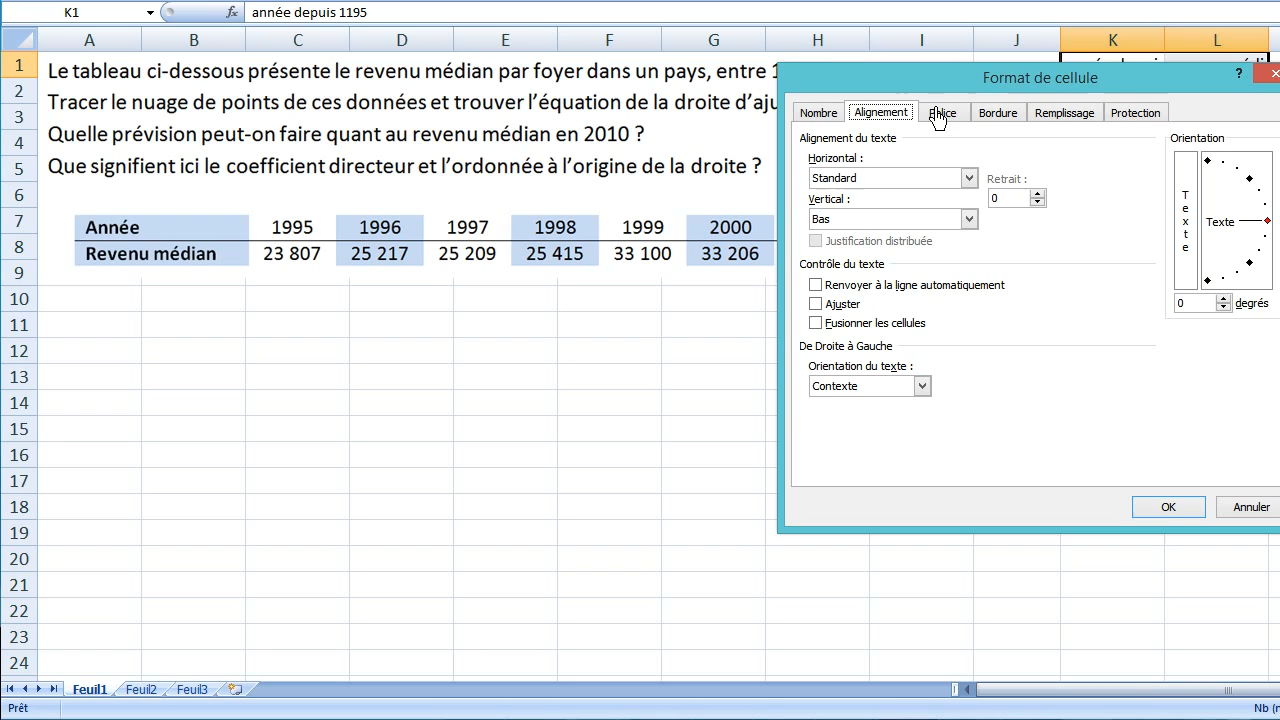 K1 fx année depuis 1195
A B C D E F G H I J K L
1 Le tableau ci-dessous présente le revenu médian par foyer dans un pays, entre 1
2 Tracer le nuage de points de ces données et trouver l’équation de la droite d’aju
3
4 Quelle prévision peut-on faire quant au revenu médian en 2010 ?
5 Que signifient ici le coefficient directeur et l’ordonnée à l’origine de la droite ?
6
7 Année 1995 1996 1997 1998 1999 2000
8 Revenu médian 23 807 25 217 25 209 25 415 33 100 33 206
9
10
11
12
13
14
15
16
17
18
19
20
21
22
23
24
Format de cellule ?
Nombre Alignement Bordure Remplissage Protection
Alignement du texte
Horizontal :
Standard
Retrait :
0
Vertical :
Bas
Justification distribuée
Contrôle du texte
Renvoyer à la ligne automatiquement
Ajuster
Fusionner les cellules
De Droite à Gauche
Orientation du texte :
Contexte
Orientation
Texte
Texte
0 degrés
OK Annuler
Feuil1 Feuil2 Feuil3
Prêt
Nb (n